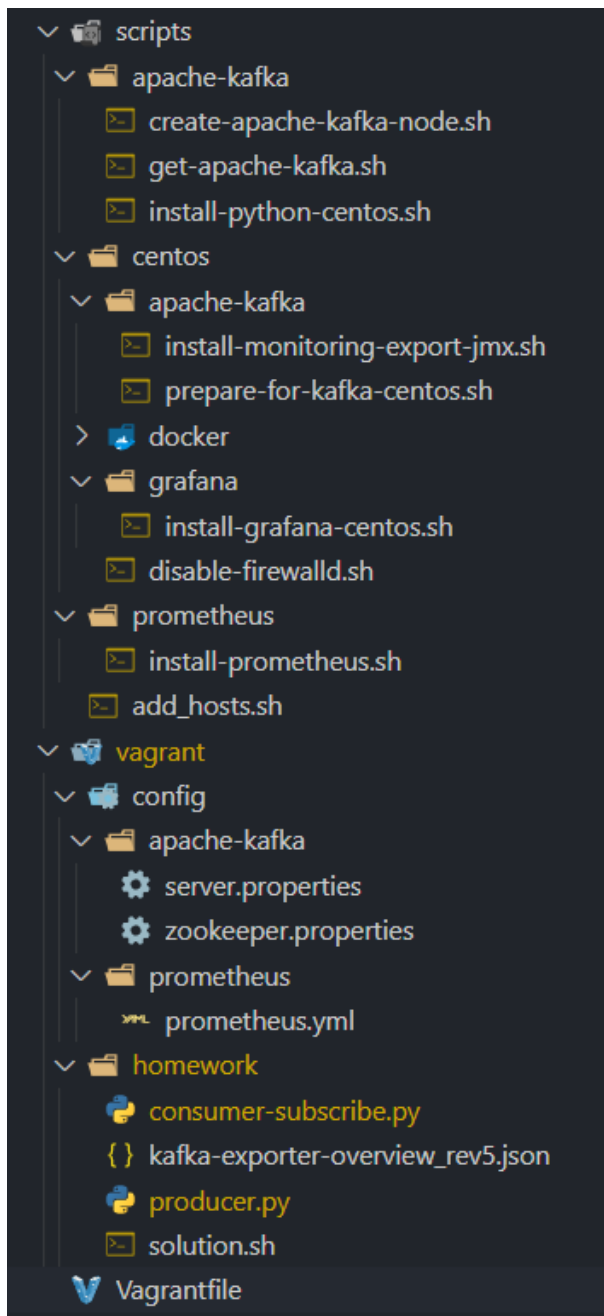 scripts
apache-kafka
create-apache-kafka-node.sh
get-apache-kafka.sh
install-python-centos.sh
centos
apache-kafka
install-monitoring-export-jmx.sh
prepare-for-kafka-centos.sh
docker
grafana
install-grafana-centos.sh
disable-firewalld.sh
prometheus
install-prometheus.sh
add_hosts.sh
vagrant
config
apache-kafka
server.properties
zookeeper.properties
prometheus
prometheus.yml
homework
consumer-subscribe.py
kafka-exporter-overview_rev5.json
producer.py
solution.sh
Vagrantfile